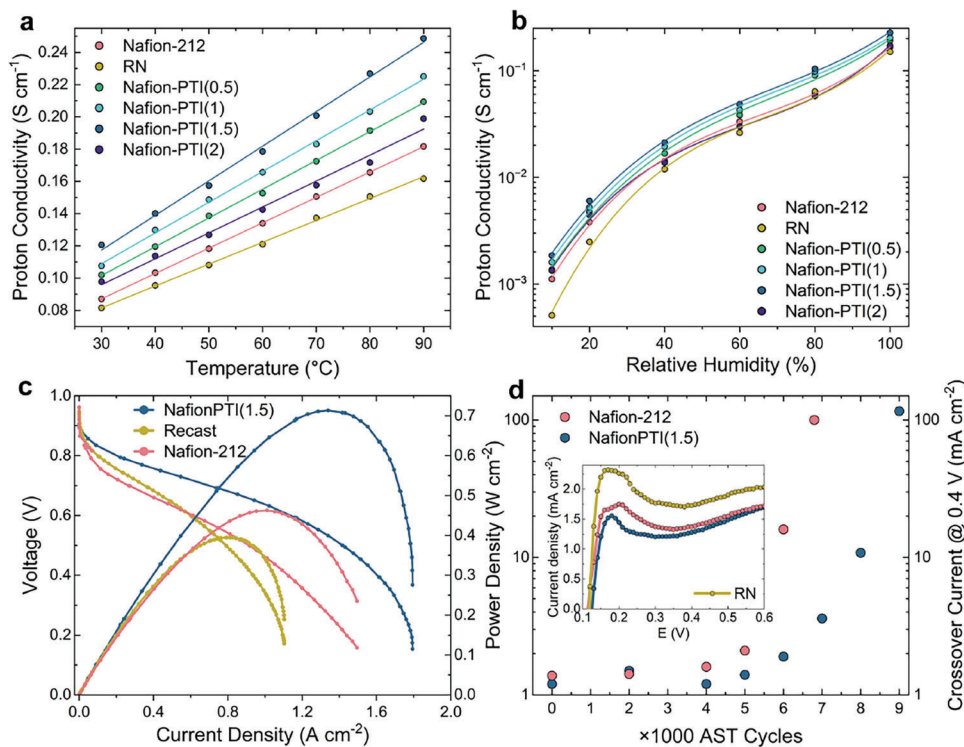 a
0.24
0.22
0.20
0.18
0.16
0.14
0.12
0.10
0.08
Proton Conductivity (S cm⁻¹)
Nafion-212
RN
Nafion-PTI(0.5)
Nafion-PTI(1)
Nafion-PTI(1.5)
Nafion-PTI(2)
30 40 50 60 70 80 90
Temperature (°C)
b
10⁻¹
10⁻²
10⁻³
Proton Conductivity (S cm⁻¹)
Nafion-212
RN
Nafion-PTI(0.5)
Nafion-PTI(1)
Nafion-PTI(1.5)
Nafion-PTI(2)
20 40 60 80 100
Relative Humidity (%)
c
1.0
0.8
0.6
0.4
0.2
0.0
Voltage (V)
NafionPTI(1.5)
Recast
Nafion-212
0.7
0.6
0.5
0.4
0.3
0.2
0.1
0.0
Power Density (W cm⁻²)
0.0 0.4 0.8 1.2 1.6 2.0
Current Density (A cm⁻²)
d
100
10
1
Nafion-212
NafionPTI(1.5)
Current denisty (mA cm⁻²)
2.0
1.5
1.0
0.5
0.0
RN
0.1 0.2 0.3 0.4 0.5 0.6
E (V)
100
10
1
Crossover Current @ 0.4 V (mA cm⁻²)
0 1 2 3 4 5 6 7 8 9
×1000 AST Cycles